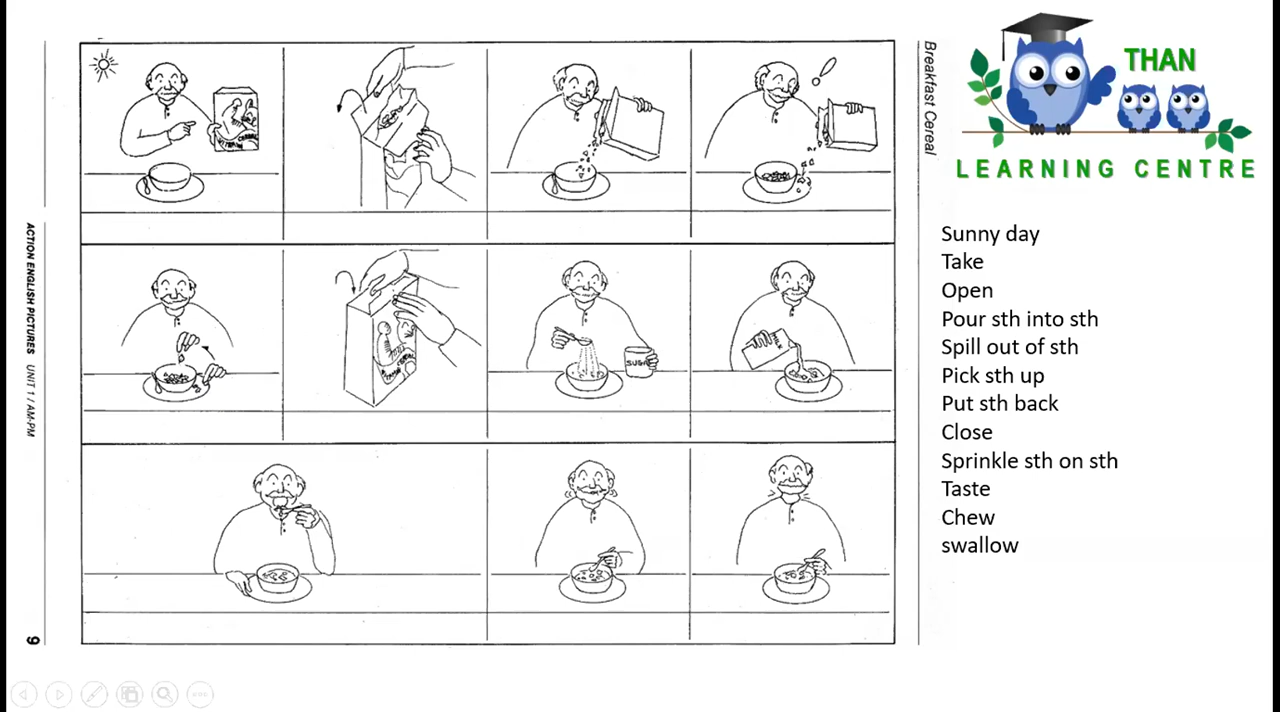 THAN
LEARNING CENTRE
Breakfast Cereal
ACTION ENGLISH PICTURES UNIT 1 / AM-PM
9
SUGAR
Sunny day
Take
Open
Pour sth into sth
Spill out of sth
Pick sth up
Put sth back
Close
Sprinkle sth on sth
Taste
Chew
swallow